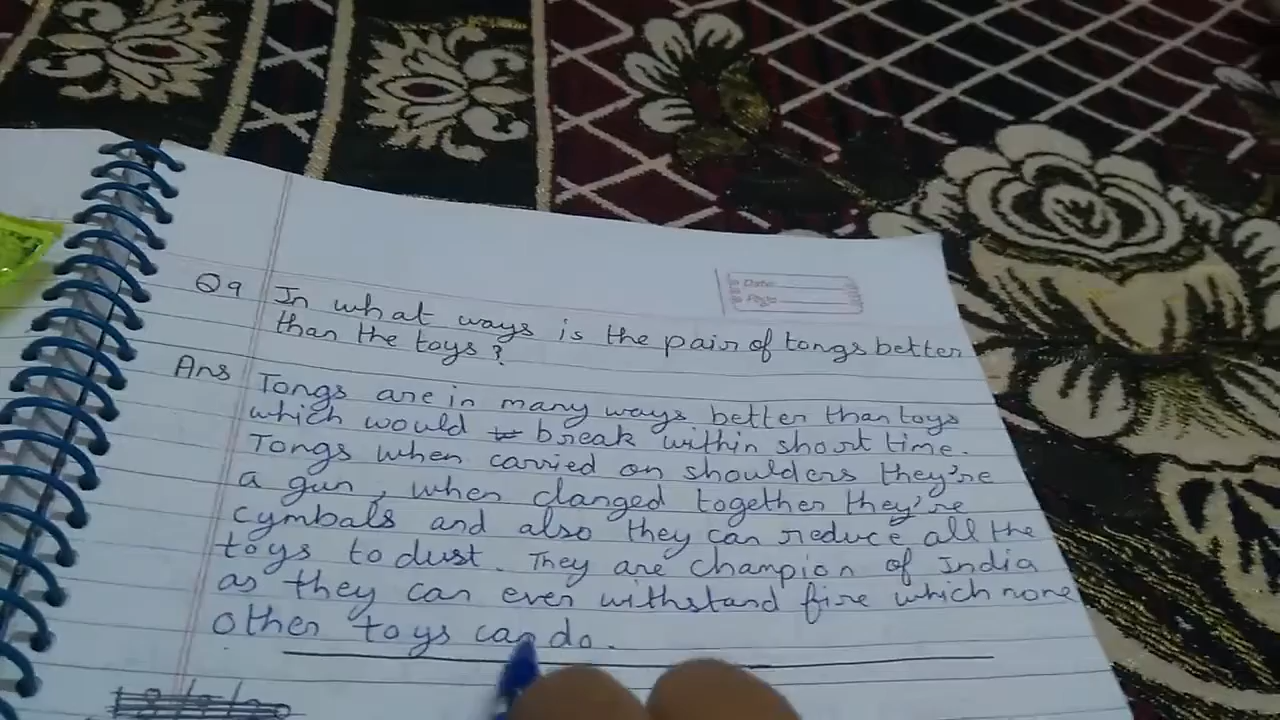 Date
Page
Q9 In what ways is the pair of tongs better
than the toys?
Ans Tongs are in many ways better than toys
which would break within short time.
Tongs when carried on shoulders they're
a gun, when clanged together they're
cymbals and also they can reduce all the
toys to dust. They are champion of India
as they can even withstand fire which none
other toys can do.